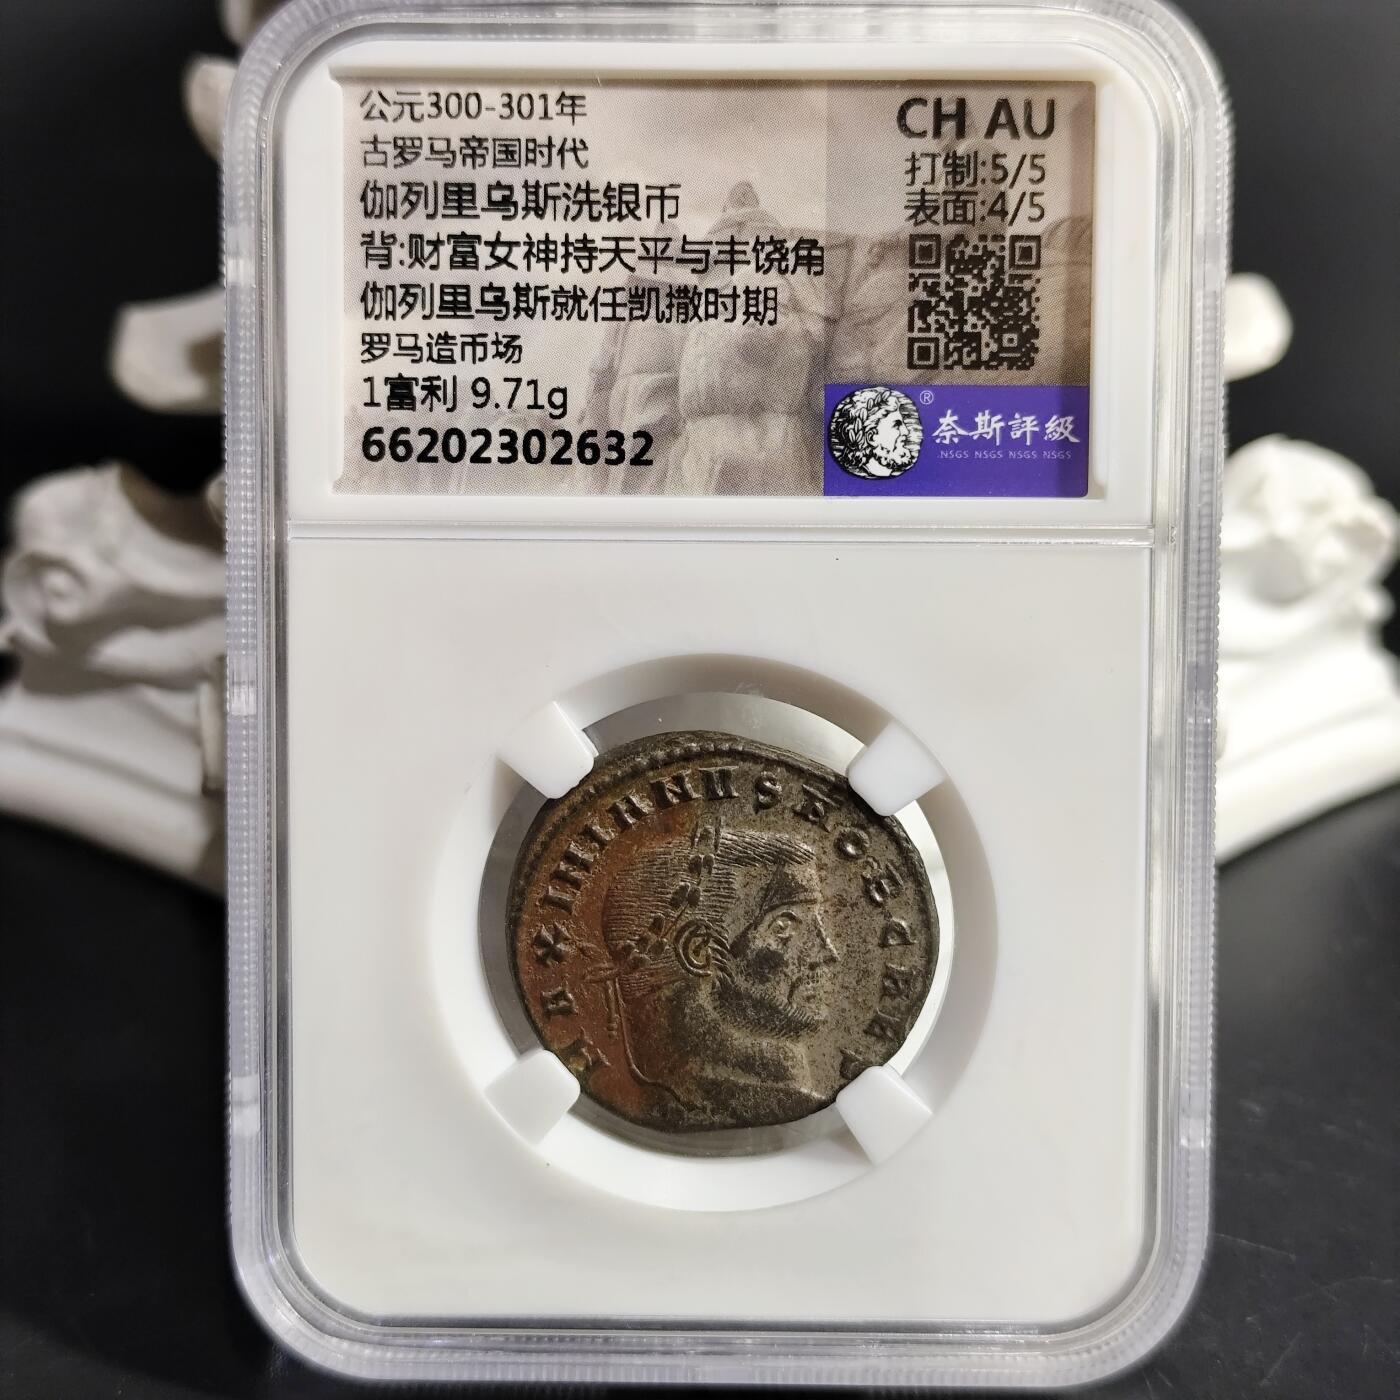 公元300-301年
古罗马帝国时代
伽列里乌斯洗银币
背:财富女神持天平与丰饶角
伽列里乌斯就任凯撒时期
罗马造币场
1富利 9.71g
66202302632
CH AU
打制:5/5
表面:4/5
®
奈斯評級
NSGS NSGS NSGS NSGS
MAXIMIANVS NOB CAES